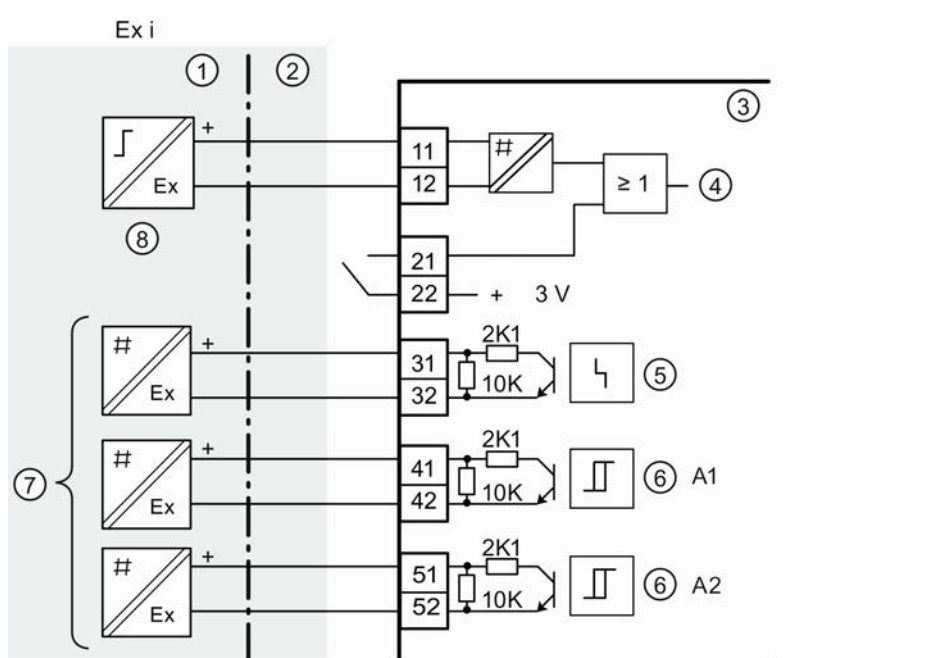 Ex i
① ② ③
+
Ex
11
12
#
≥ 1
④
⑧
21
22
+ 3 V
#
+
Ex
31
32
2K1
10K
⑤
⑦
#
+
Ex
41
42
2K1
10K
⑥ A1
#
+
Ex
51
52
2K1
10K
⑥ A2